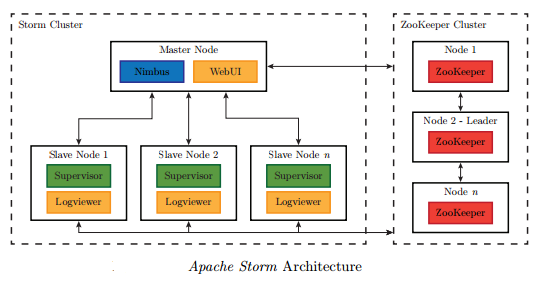 Storm Cluster
Master Node
Nimbus
WebUI
Slave Node 1
Supervisor
Logviewer
Slave Node 2
Supervisor
Logviewer
Slave Node n
Supervisor
Logviewer
ZooKeeper Cluster
Node 1
ZooKeeper
Node 2 - Leader
ZooKeeper
Node n
ZooKeeper
Apache Storm Architecture